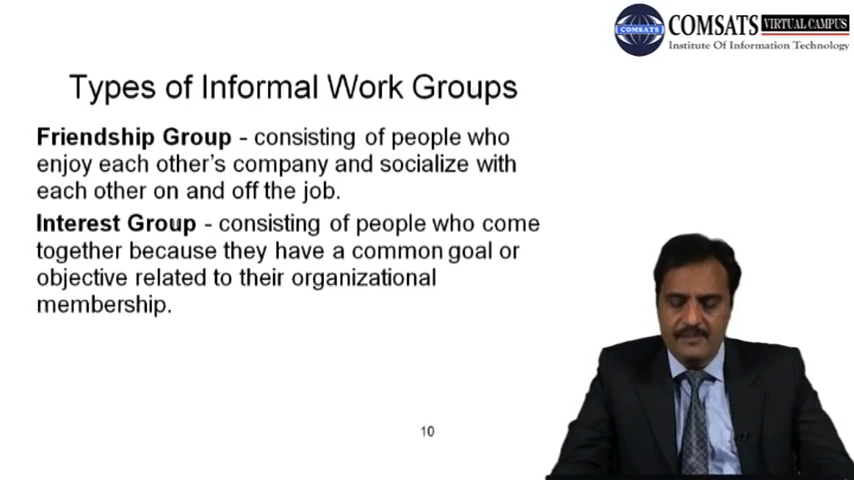 COMSATS VIRTUAL CAMPUS
COMSATS
Institute Of Information Technology
Types of Informal Work Groups
Friendship Group - consisting of people who
enjoy each other's company and socialize with
each other on and off the job.
Interest Group - consisting of people who come
together because they have a common goal or
objective related to their organizational
membership.
10